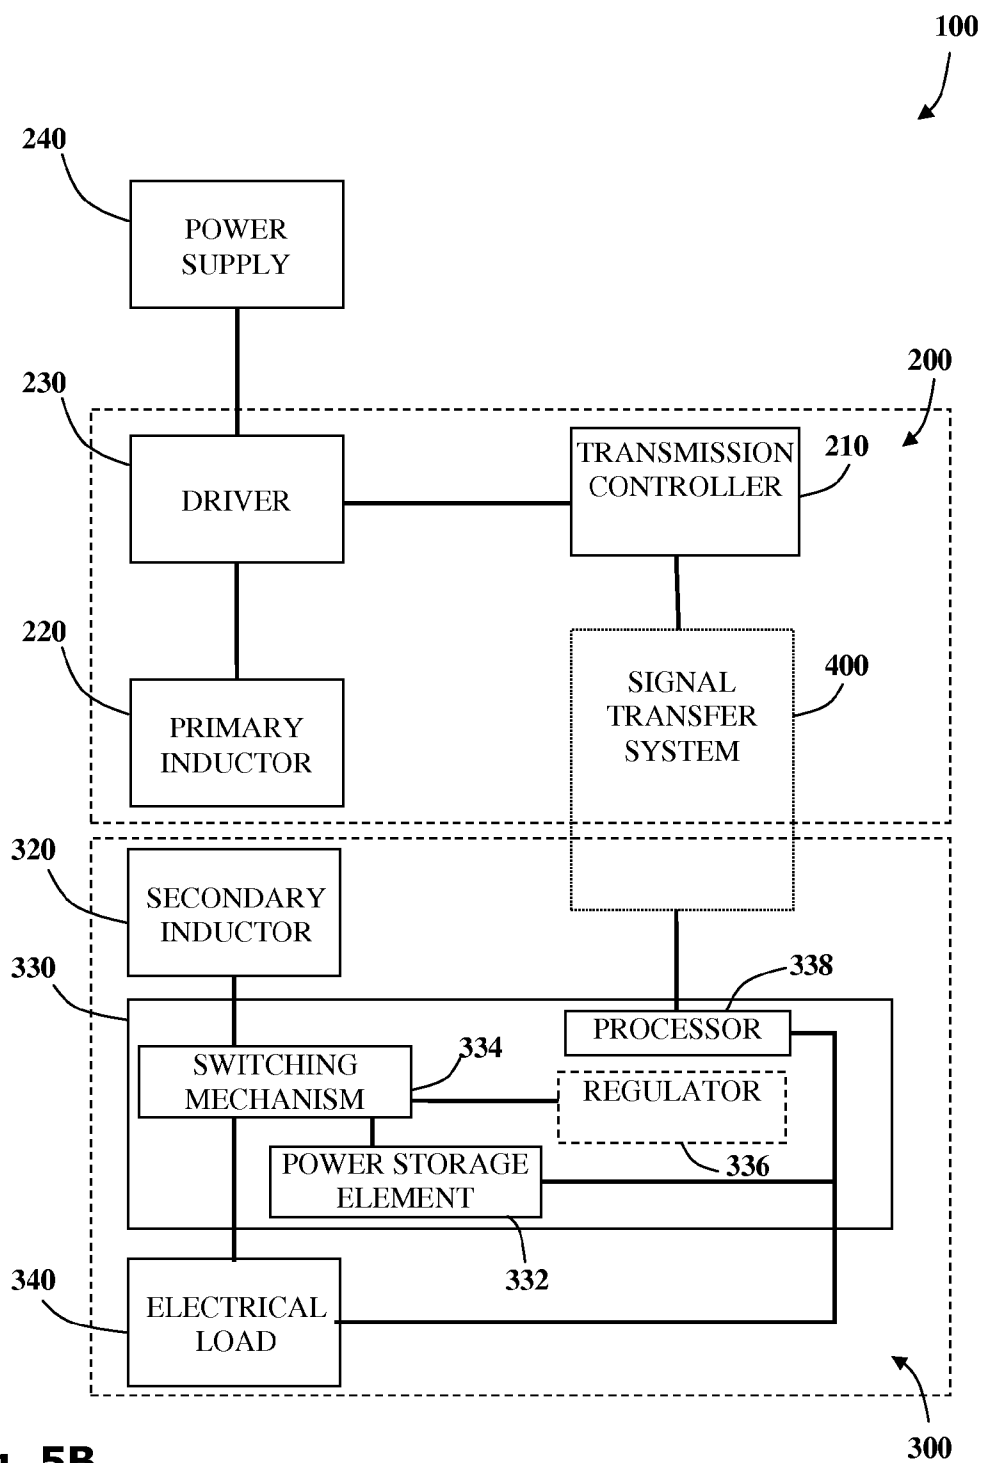 100
240
POWER
SUPPLY
230
200
DRIVER
TRANSMISSION
CONTROLLER
210
220
PRIMARY
INDUCTOR
SIGNAL
TRANSFER
SYSTEM
400
320
SECONDARY
INDUCTOR
330
338
PROCESSOR
334
SWITCHING
MECHANISM
REGULATOR
336
POWER STORAGE
ELEMENT
332
340
ELECTRICAL
LOAD
300
5B